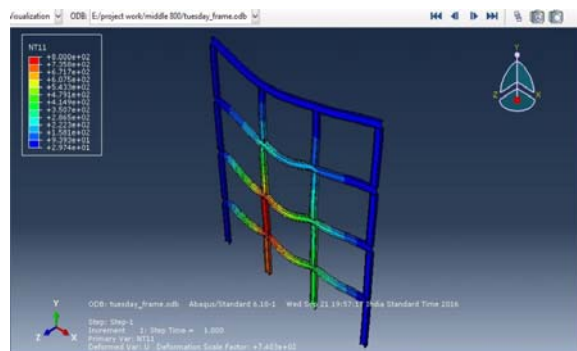 Visualization ODB: E:/project work/middle 800/tuesday_frame.odb
NT11
+8.000e+02
+7.358e+02
+6.717e+02
+6.075e+02
+5.433e+02
+4.791e+02
+4.149e+02
+3.507e+02
+2.865e+02
+2.223e+02
+1.581e+02
+9.393e+01
+2.974e+01
Y
Z X
ODB: tuesday_frame.odb Abaqus/Standard 6.10-1 Wed Sep 21 19:57:18 India Standard Time 2016
Y
Z X
Step: Step-1
Increment 1: Step Time = 1.000
Primary Var: NT11
Deformed Var: U Deformation Scale Factor: +7.403e+02